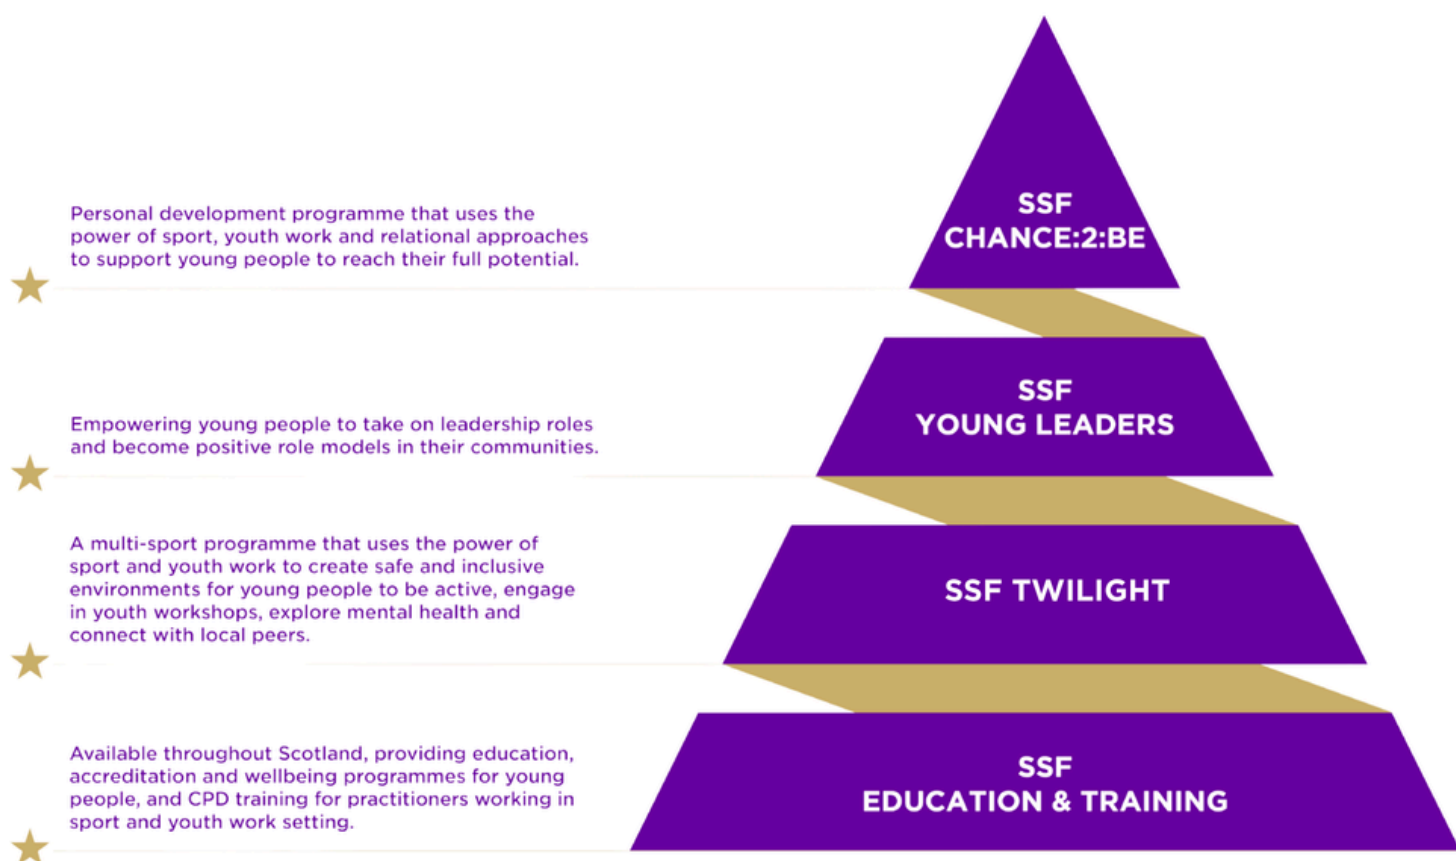 Personal development programme that uses the
power of sport, youth work and relational approaches
to support young people to reach their full potential.
SSF
CHANCE:2:BE
Empowering young people to take on leadership roles
and become positive role models in their communities.
SSF
YOUNG LEADERS
A multi-sport programme that uses the power of
sport and youth work to create safe and inclusive
environments for young people to be active, engage
in youth workshops, explore mental health and
connect with local peers.
SSF TWILIGHT
Available throughout Scotland, providing education,
accreditation and wellbeing programmes for young
people, and CPD training for practitioners working in
sport and youth work setting.
SSF
EDUCATION & TRAINING